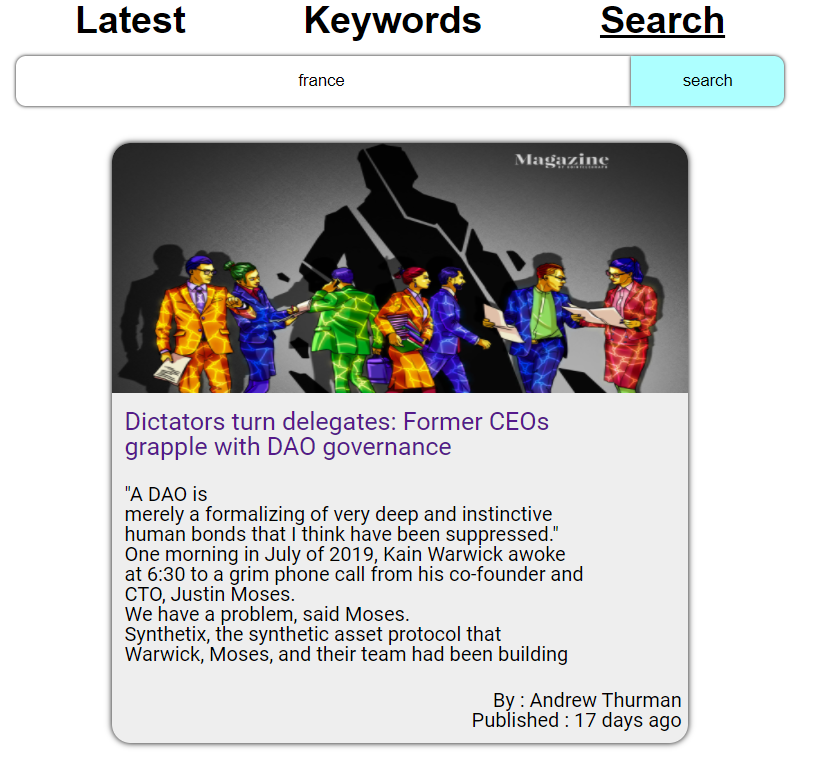 Latest Keywords Search
france search
Magazine
BY COINTELEGRAPH
Dictators turn delegates: Former CEOs
grapple with DAO governance
"A DAO is
merely a formalizing of very deep and instinctive
human bonds that I think have been suppressed."
One morning in July of 2019, Kain Warwick awoke
at 6:30 to a grim phone call from his co-founder and
CTO, Justin Moses.
We have a problem, said Moses.
Synthetix, the synthetic asset protocol that
Warwick, Moses, and their team had been building
By : Andrew Thurman
Published : 17 days ago